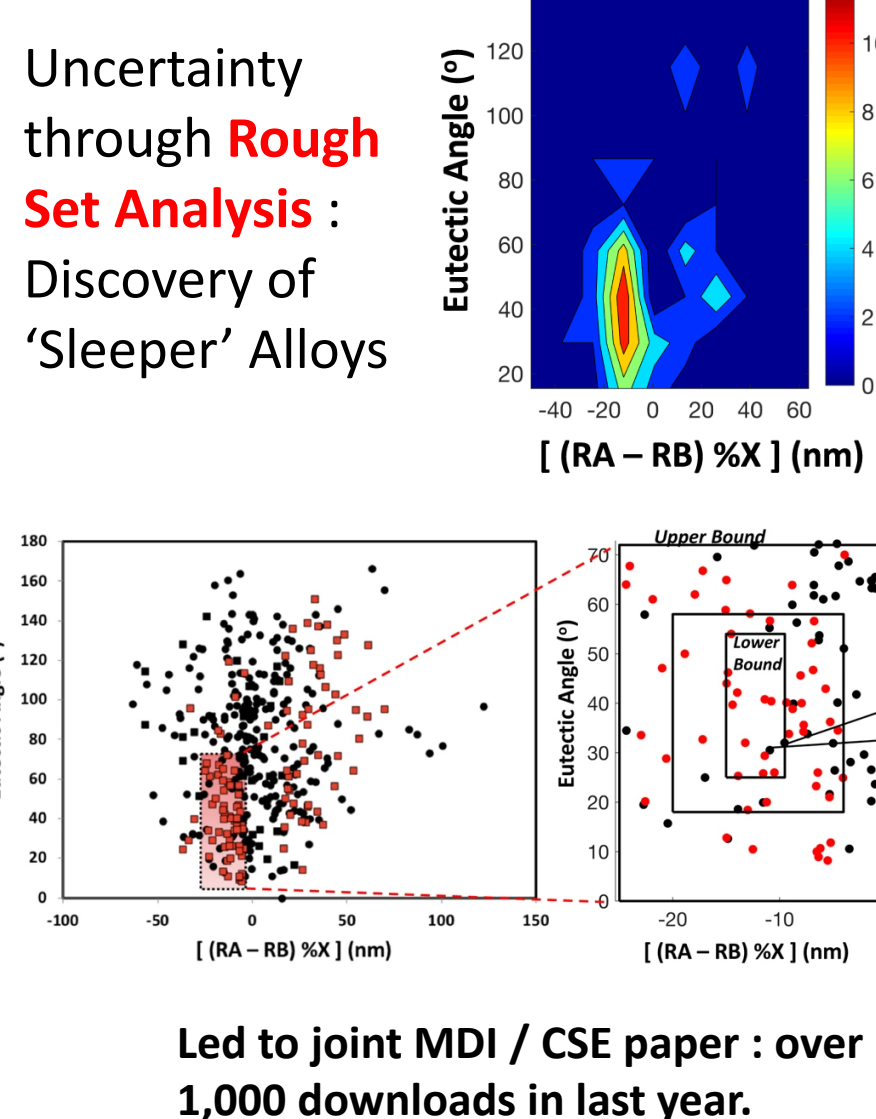 Uncertainty
through Rough
Set Analysis :
Discovery of
‘Sleeper’ Alloys
Eutectic Angle (º)
120
100
80
60
40
20
-40 -20 0 20 40 60
[ (RA – RB) %X ] (nm)
8
6
4
2
0
180
160
140
120
100
80
60
40
20
0
-100 -50 0 50 100 150
[ (RA – RB) %X ] (nm)
Upper Bound
Lower
Bound
Eutectic Angle (º)
70
60
50
40
30
20
10
0
-20 -10
[ (RA – RB) %X ] (nm)
Led to joint MDI / CSE paper : over
1,000 downloads in last year.